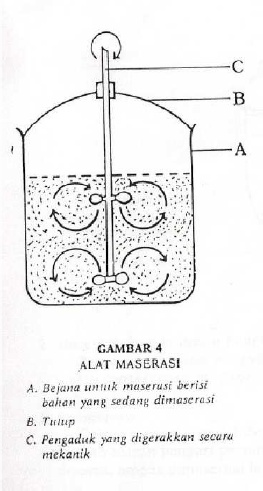 C
B
A
GAMBAR 4
ALAT MASERASI
A. Bejana untuk maserasi berisi
bahan yang sedang dimaserasi
B. Tutup
C. Pengaduk yang digerakkan secara
mekanik